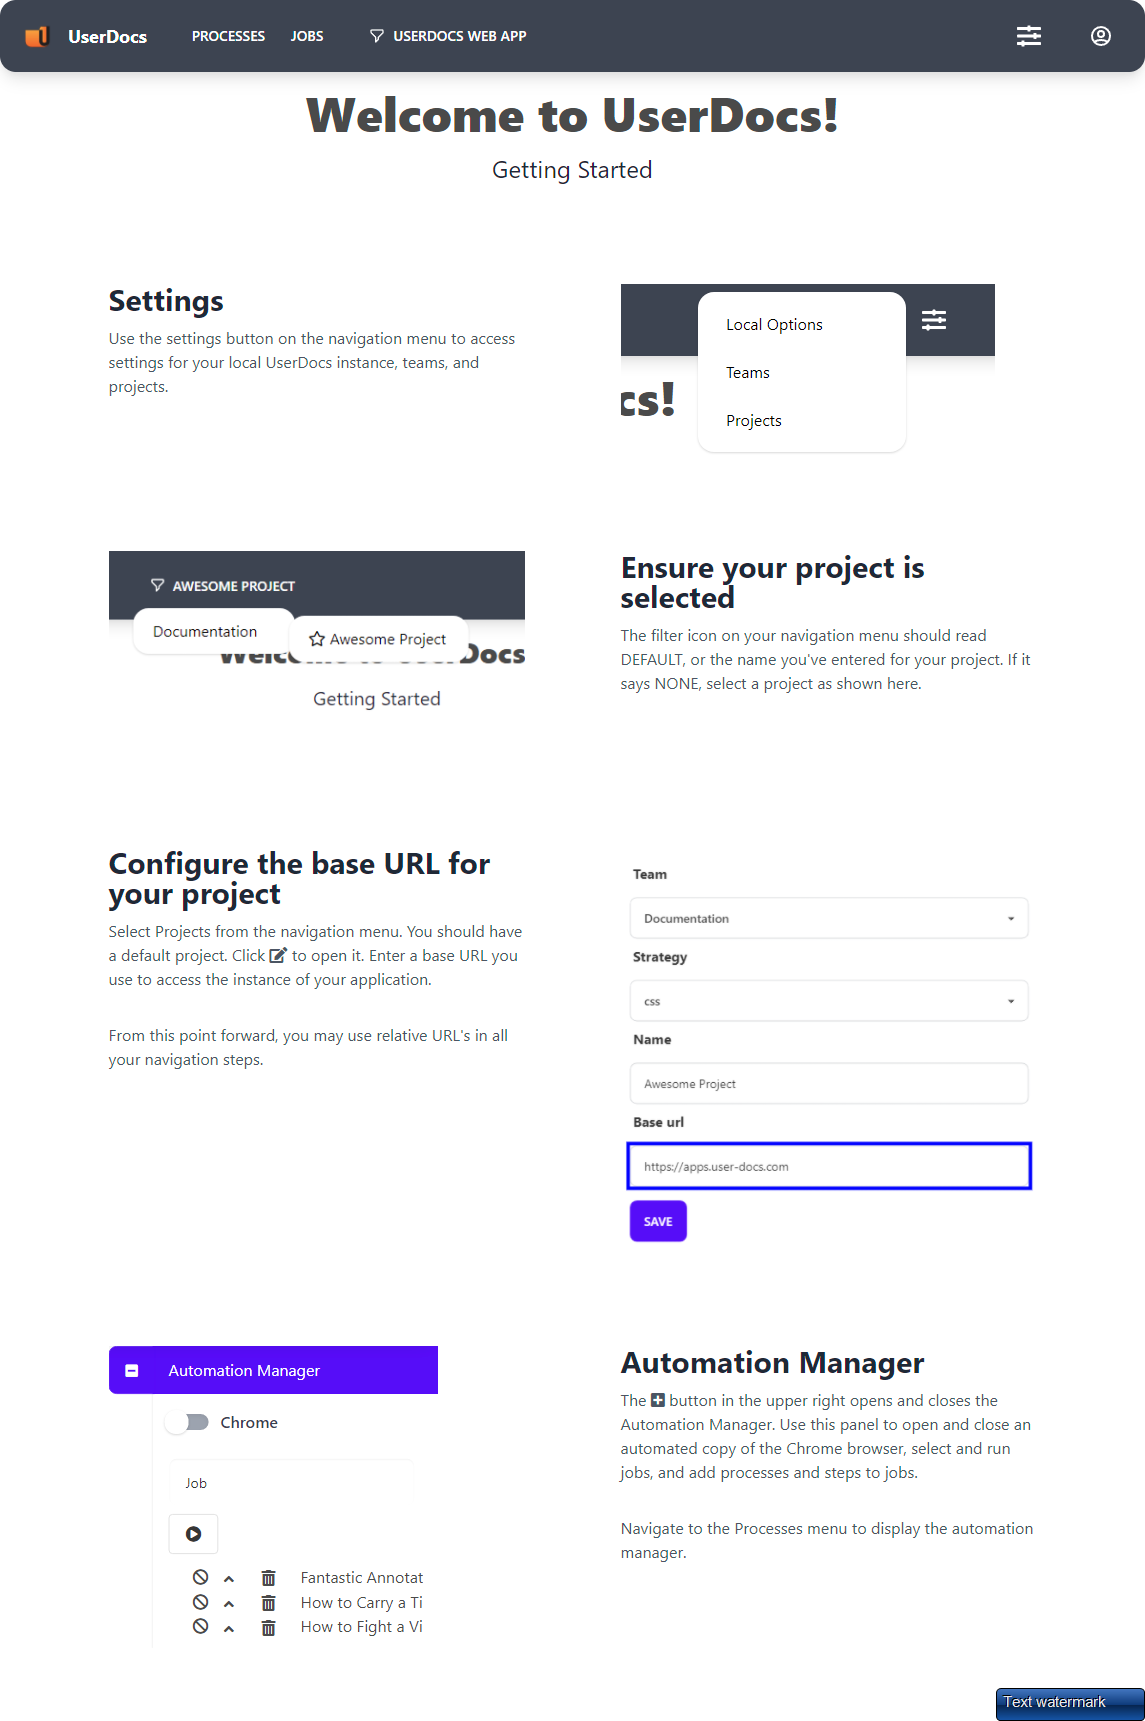 UserDocs PROCESSES JOBS USERDOCS WEB APP
Welcome to UserDocs!
Getting Started
Settings
Use the settings button on the navigation menu to access
settings for your local UserDocs instance, teams, and
projects.
Local Options
Teams
cs!
Projects
AWESOME PROJECT
Documentation
Awesome Project
Welcome to UserDocs
Getting Started
Ensure your project is
selected
The filter icon on your navigation menu should read
DEFAULT, or the name you've entered for your project. If it
says NONE, select a project as shown here.
Configure the base URL for
your project
Select Projects from the navigation menu. You should have
a default project. Click to open it. Enter a base URL you
use to access the instance of your application.
From this point forward, you may use relative URL's in all
your navigation steps.
Team
Documentation
Strategy
css
Name
Awesome Project
Base url
https://apps.user-docs.com
SAVE
Automation Manager
Chrome
Job
Fantastic Annotat
How to Carry a Ti
How to Fight a Vi
Automation Manager
The button in the upper right opens and closes the
Automation Manager. Use this panel to open and close an
automated copy of the Chrome browser, select and run
jobs, and add processes and steps to jobs.
Navigate to the Processes menu to display the automation
manager.
Text watermark